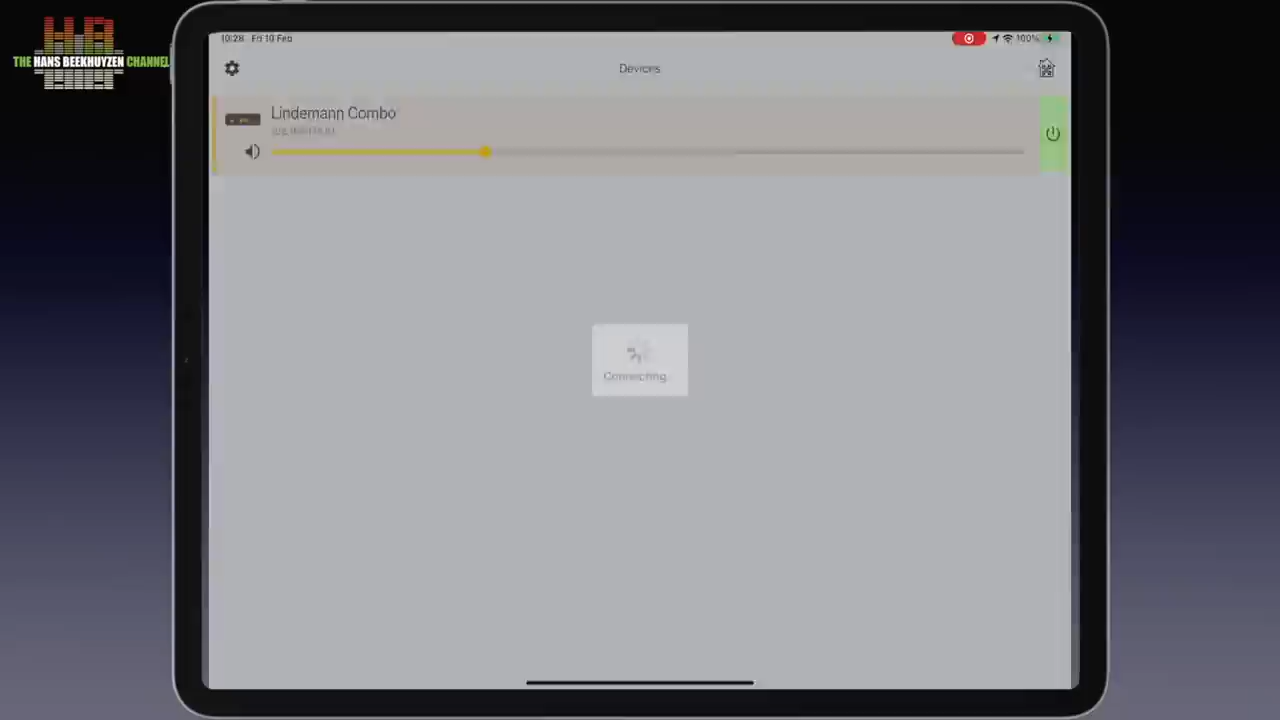 THE HANS BEEKHUYZEN CHANNEL
10:28 Fri 10 Feb
100%
Devices
Lindemann Combo
Connecting